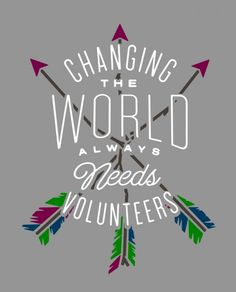 CHANGING
THE
WORLD
ALWAYS
Needs
VOLUNTEERS